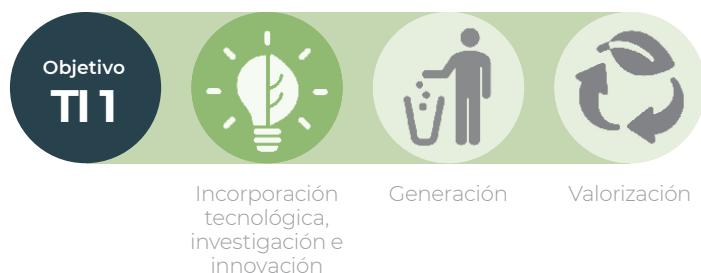 Objetivo
TI 1
Incorporación
tecnológica,
investigación e
innovación
Generación
Valorización